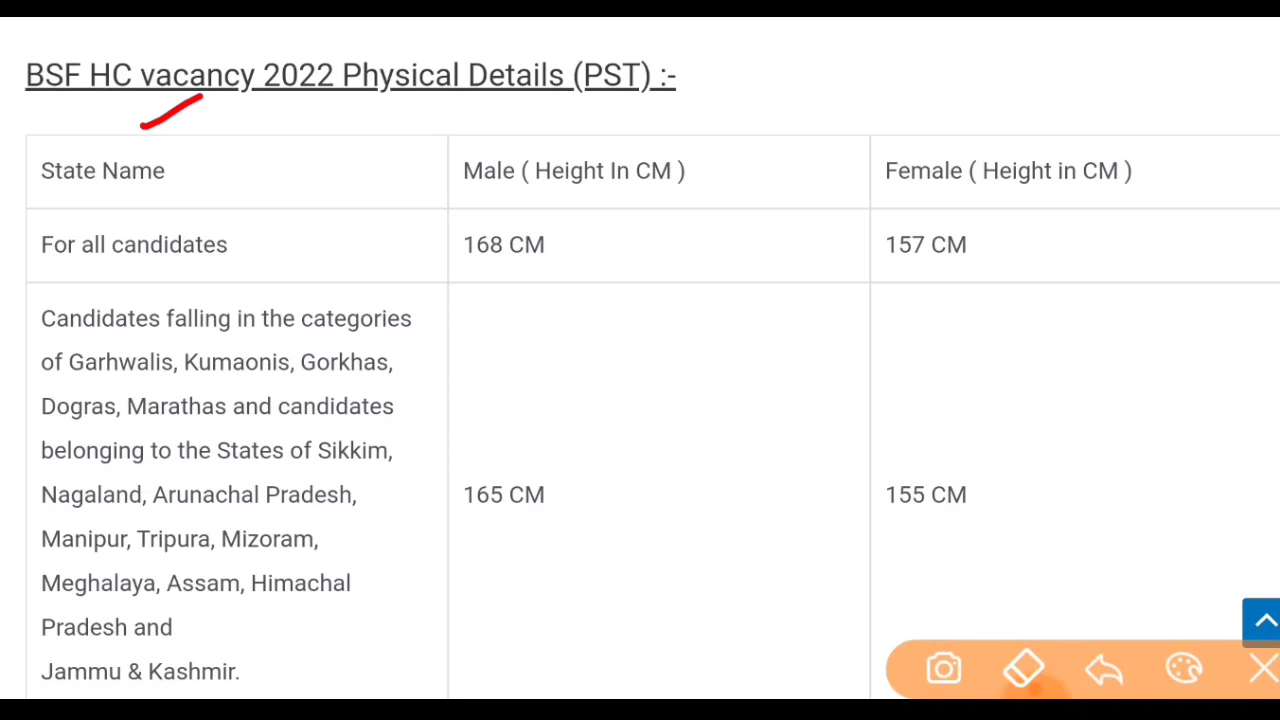 BSF HC vacancy 2022 Physical Details (PST) :-
State Name
Male ( Height In CM )
Female ( Height in CM )
For all candidates
168 CM
157 CM
Candidates falling in the categories
of Garhwalis, Kumaonis, Gorkhas,
Dogras, Marathas and candidates
belonging to the States of Sikkim,
Nagaland, Arunachal Pradesh,
Manipur, Tripura, Mizoram,
Meghalaya, Assam, Himachal
Pradesh and
Jammu & Kashmir.
165 CM
155 CM